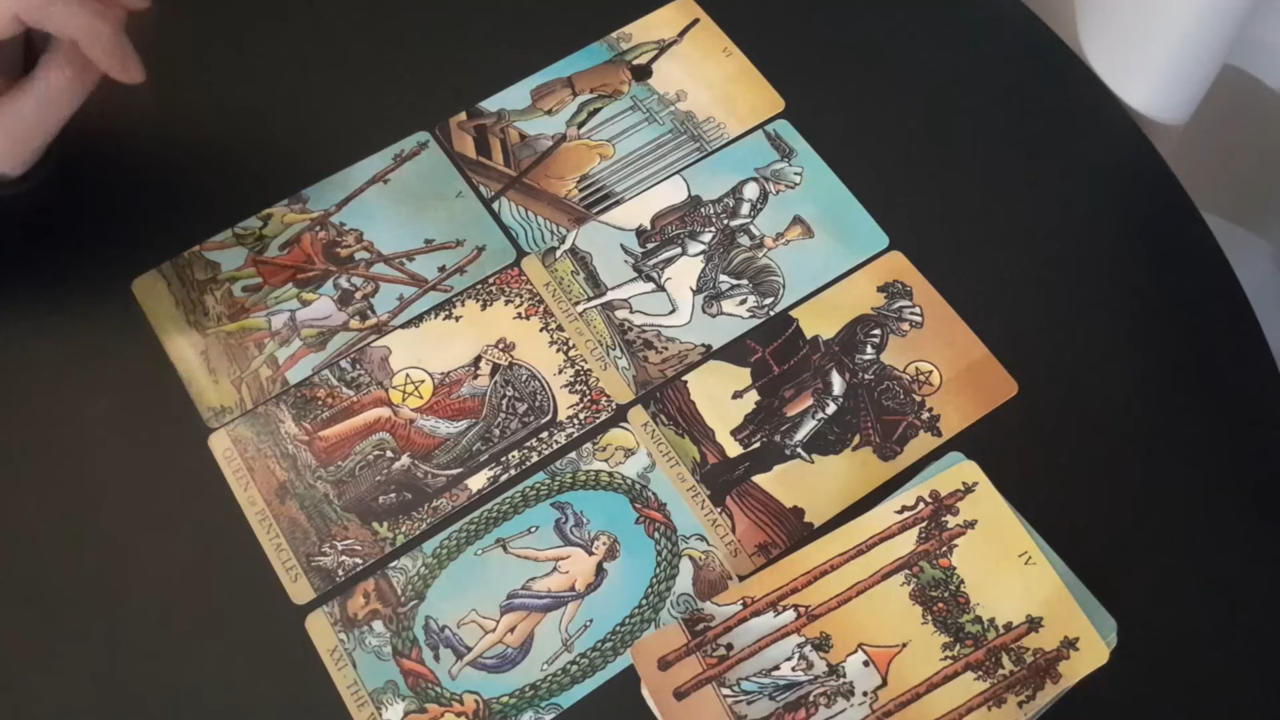 VI
V
KNIGHT OF CUPS
QUEEN OF PENTACLES
KNIGHT OF PENTACLES
IV
XXI - THE